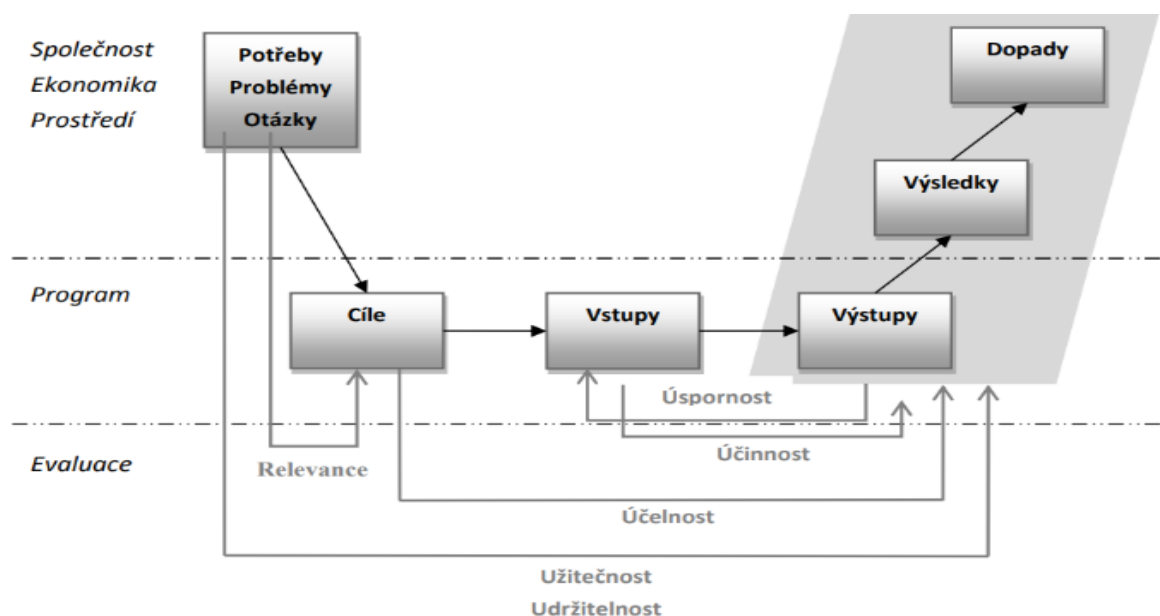 Společnost
Ekonomika
Prostředí
Potřeby
Problémy
Otázky
Dopady
Výsledky
Program
Cíle
Vstupy
Výstupy
Úspornost
Evaluace
Relevance
Účinnost
Účelnost
Užitečnost
Udržitelnost